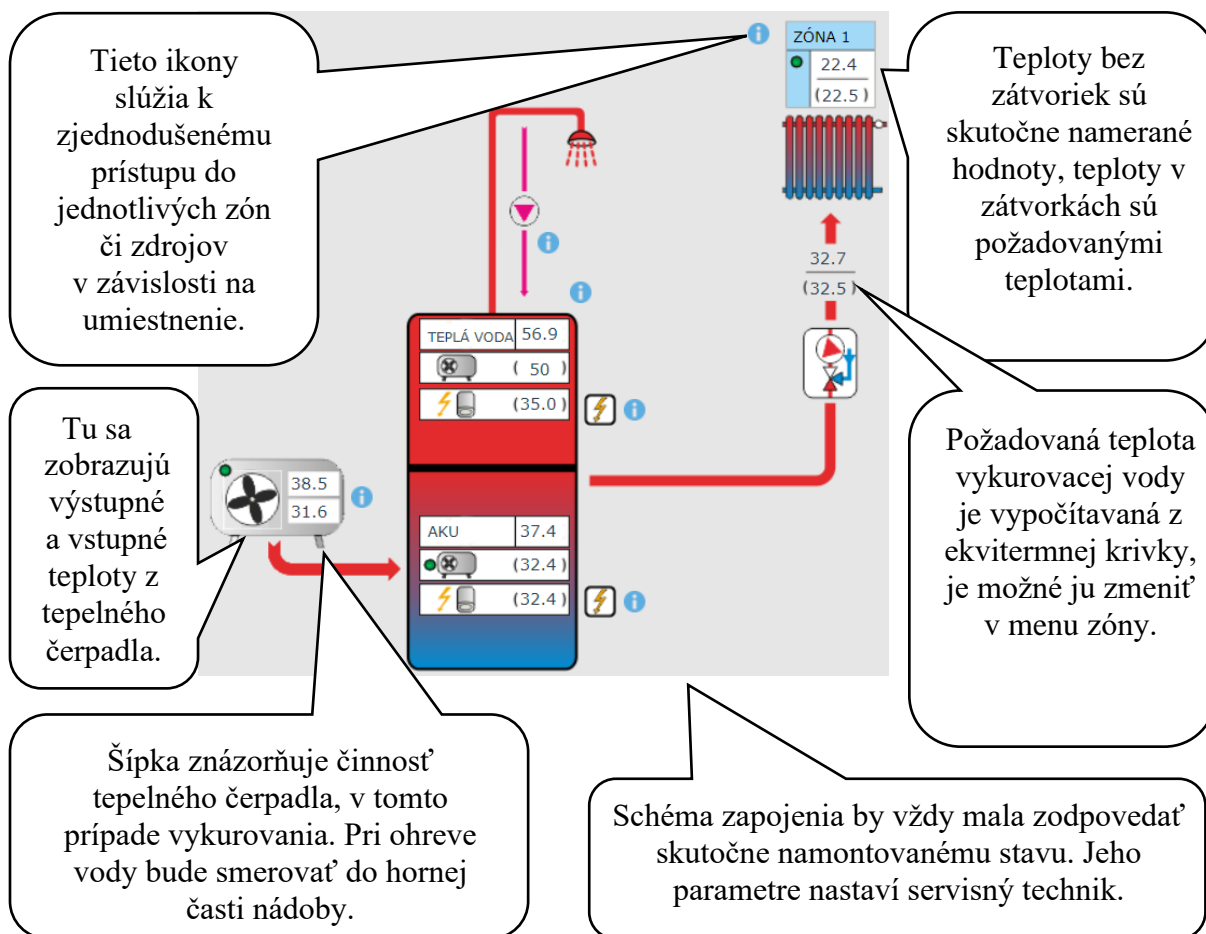 Tieto ikony
slúžia k
zjednodušenému
prístupu do
jednotlivých zón
či zdrojov
v závislosti na
umiestnenie.
ZÓNA 1
22.4
(22.5)
Teploty bez
zátvoriek sú
skutočne namerané
hodnoty, teploty v
zátvorkách sú
požadovanými
teplotami.
32.7
(32.5)
TEPLÁ VODA 56.9
( 50 )
(35.0)
Tu sa
zobrazujú
výstupné
a vstupné
teploty z
tepelného
čerpadla.
38.5
31.6
AKU 37.4
(32.4)
(32.4)
Požadovaná teplota
vykurovacej vody
je vypočítavaná z
ekvitermnej krivky,
je možné ju zmeniť
v menu zóny.
Šípka znázorňuje činnosť
tepelného čerpadla, v tomto
prípade vykurovania. Pri ohreve
vody bude smerovať do hornej
časti nádoby.
Schéma zapojenia by vždy mala zodpovedať
skutočne namontovanému stavu. Jeho
parametre nastaví servisný technik.